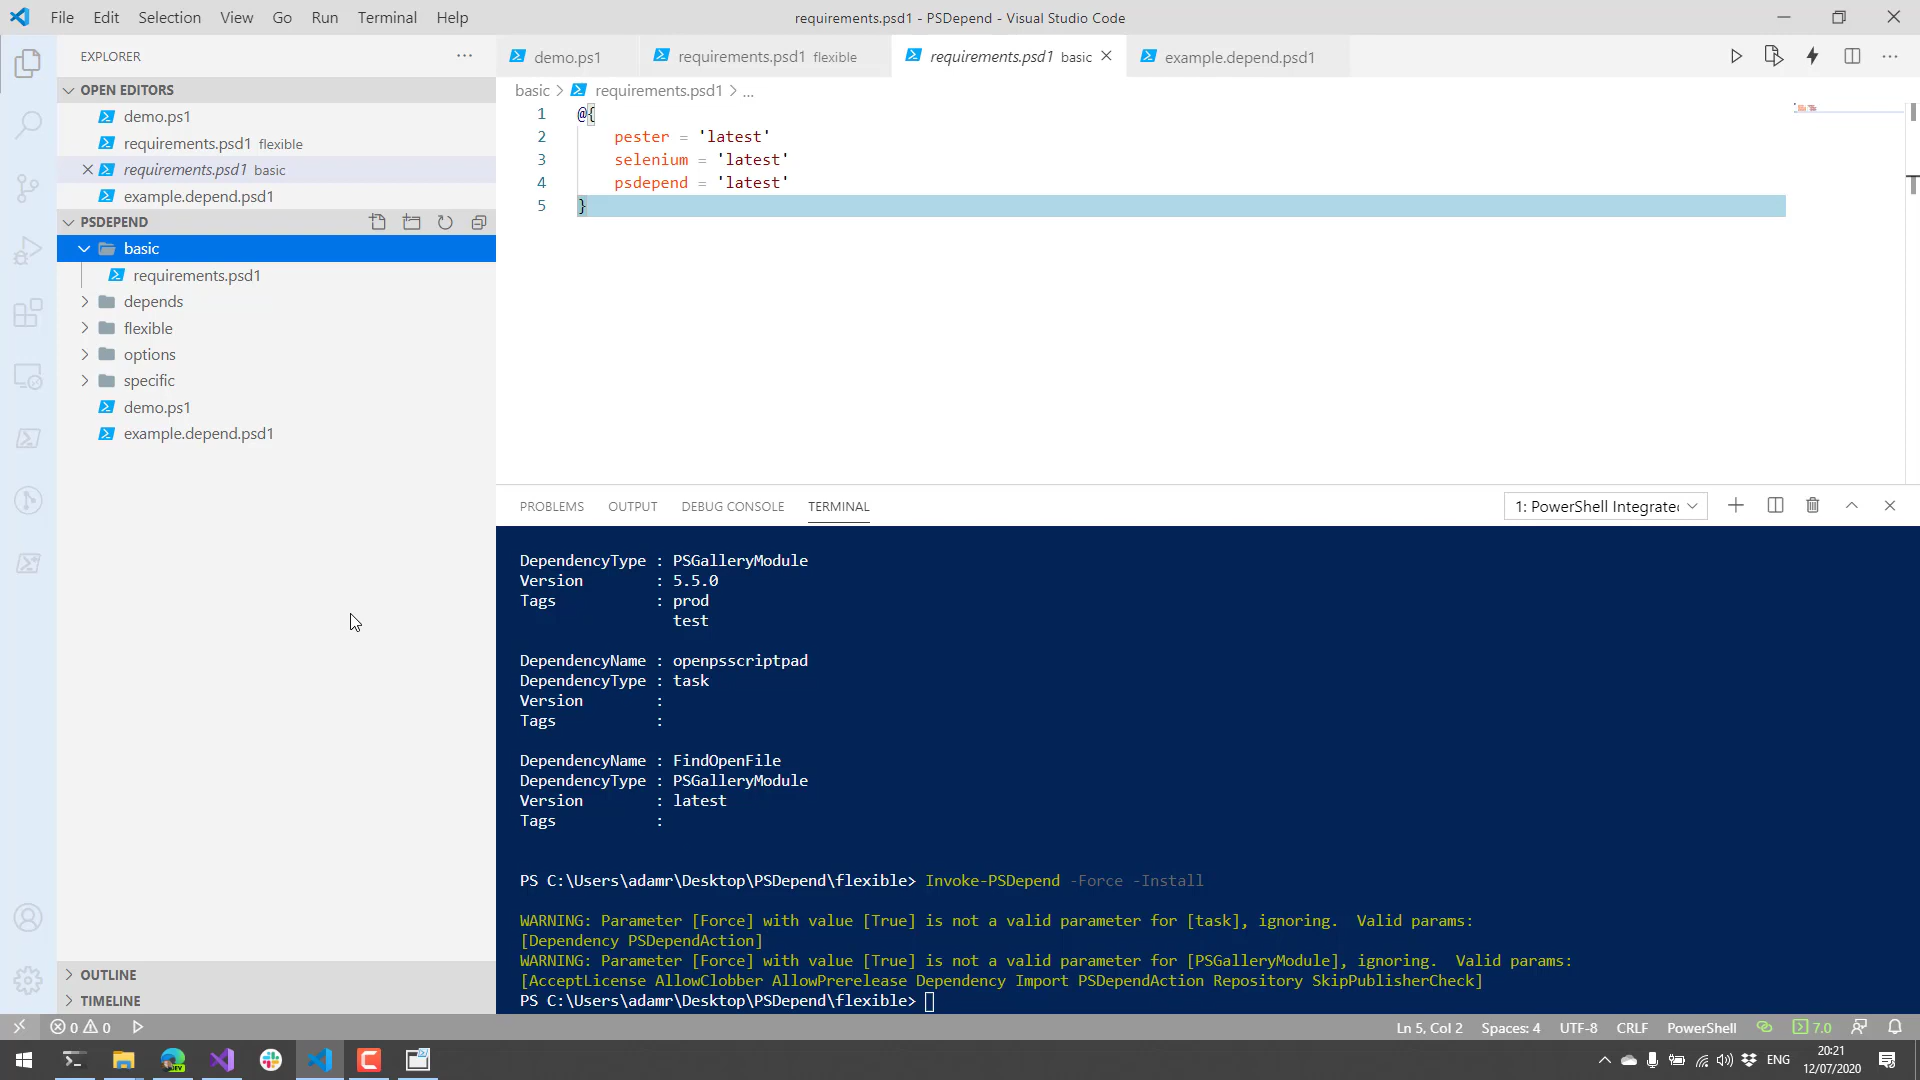 File Edit Selection View Go Run Terminal Help
requirements.psd1 - PSDepend - Visual Studio Code
EXPLORER
OPEN EDITORS
demo.ps1
requirements.psd1 flexible
requirements.psd1 basic
example.depend.psd1
PSDEPEND
basic
requirements.psd1
depends
flexible
options
specific
demo.ps1
example.depend.psd1
OUTLINE
TIMELINE
demo.ps1 requirements.psd1 flexible requirements.psd1 basic example.depend.psd1
basic > requirements.psd1 > ...
1 @{
2 pester = 'latest'
3 selenium = 'latest'
4 psdepend = 'latest'
5 }
PROBLEMS OUTPUT DEBUG CONSOLE TERMINAL
1: PowerShell Integrated
DependencyType : PSGalleryModule
Version : 5.5.0
Tags : prod
test
DependencyName : openpsscriptpad
DependencyType : task
Version :
Tags :
DependencyName : FindOpenFile
DependencyType : PSGalleryModule
Version : latest
Tags :
PS C:\Users\adamr\Desktop\PSDepend\flexible> Invoke-PSDepend -Force -Install
WARNING: Parameter [Force] with value [True] is not a valid parameter for [task], ignoring.  Valid params:
[Dependency PSDependAction]
WARNING: Parameter [Force] with value [True] is not a valid parameter for [PSGalleryModule], ignoring.  Valid params:
[AcceptLicense AllowClobber AllowPrerelease Dependency Import PSDependAction Repository SkipPublisherCheck]
PS C:\Users\adamr\Desktop\PSDepend\flexible>
0 0
Ln 5, Col 2 Spaces: 4 UTF-8 CRLF PowerShell 7.0
ENG
20:21
12/07/2020